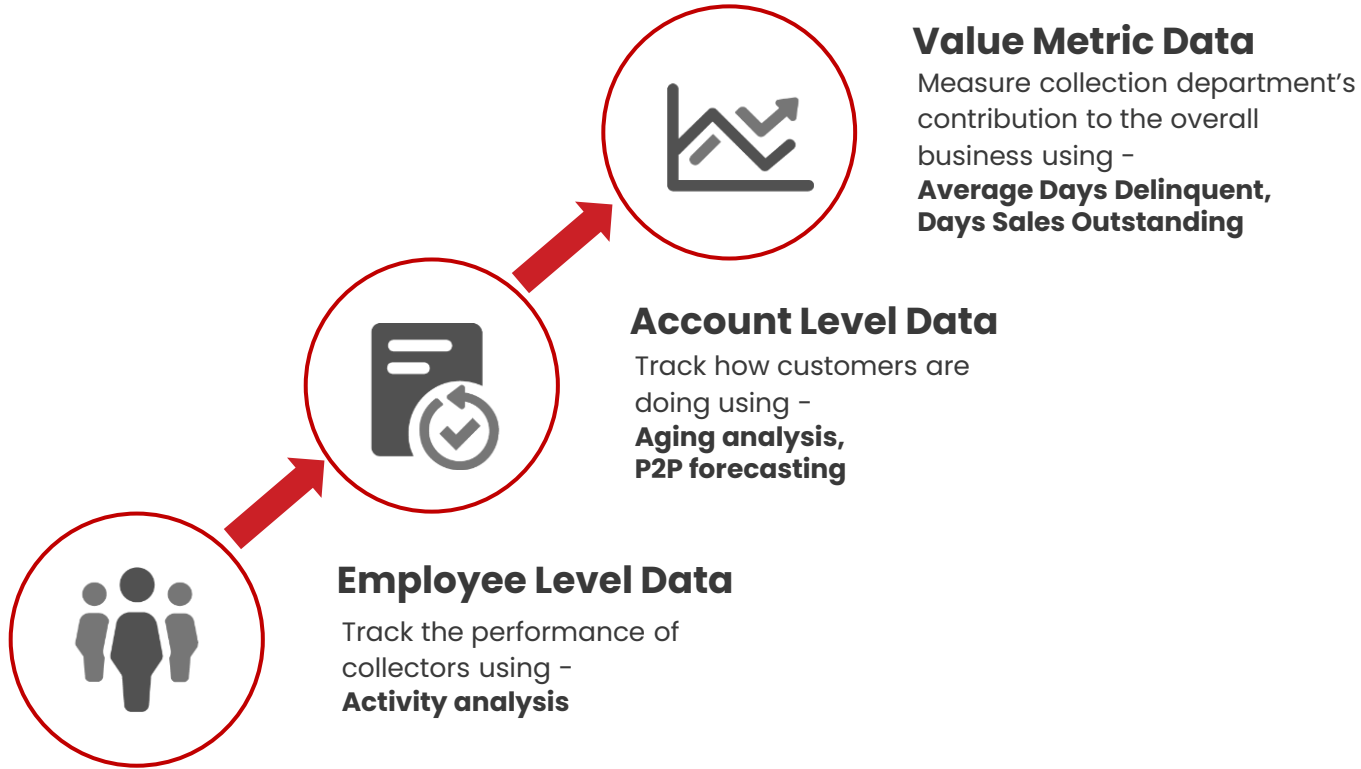 Value Metric Data
Measure collection department’s
contribution to the overall
business using -
Average Days Delinquent,
Days Sales Outstanding
Account Level Data
Track how customers are
doing using -
Aging analysis,
P2P forecasting
Employee Level Data
Track the performance of
collectors using -
Activity analysis